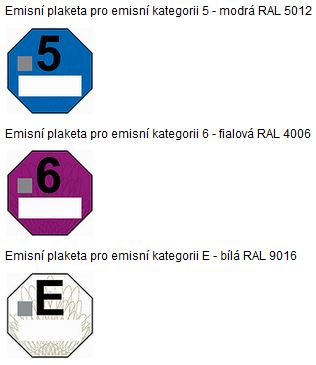 Emisní plaketa pro emisní kategorii 5 - modrá RAL 5012
5
Emisní plaketa pro emisní kategorii 6 - fialová RAL 4006
6
Emisní plaketa pro emisní kategorii E - bílá RAL 9016
E